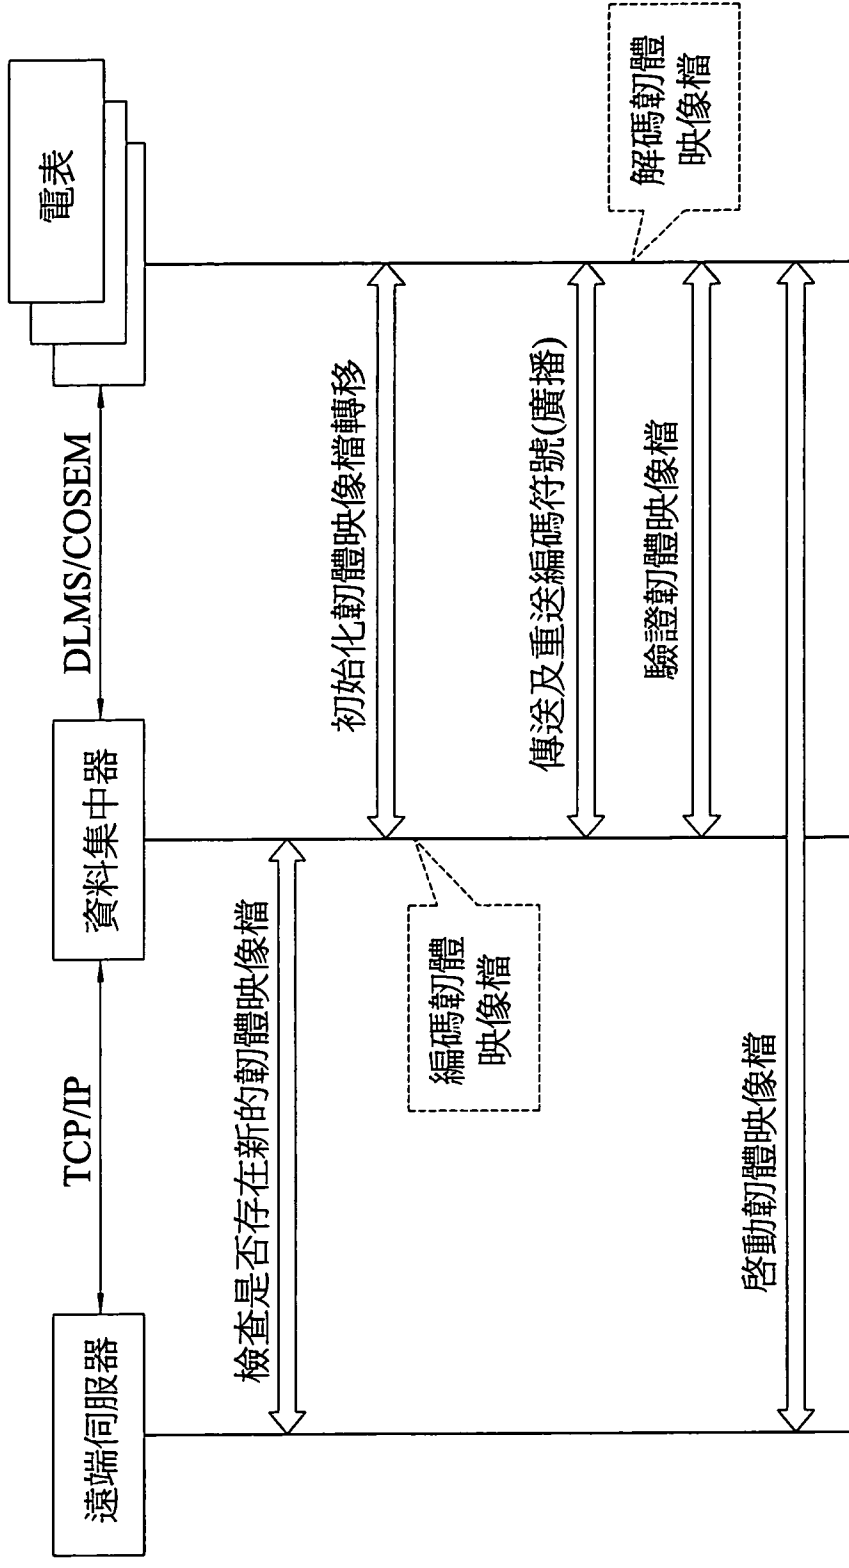 遠端伺服器
TCP/IP
資料集中器
DLMS/COSEM
電表
檢查是否存在新的韌體映像檔
初始化韌體映像檔轉移
編碼韌體
映像檔
傳送及重送編碼符號(廣播)
解碼韌體
映像檔
驗證韌體映像檔
啓動韌體映像檔